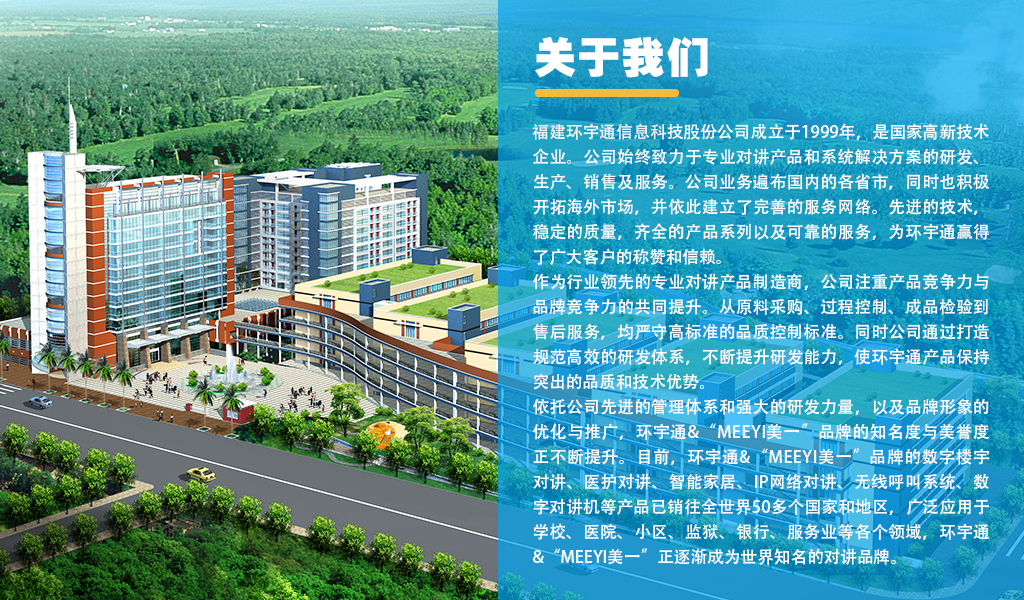 关于我们
福建环宇通信息科技股份公司成立于1999年，是国家高新技术
企业。公司始终致力于专业对讲产品和系统解决方案的研发、
生产、销售及服务。公司业务遍布国内的各省市，同时也积极
开拓海外市场，并依此建立了完善的服务网络。先进的技术，
稳定的质量，齐全的产品系列以及可靠的服务，为环宇通赢得
了广大客户的称赞和信赖。
作为行业领先的专业对讲产品制造商，公司注重产品竞争力与
品牌竞争力的共同提升。从原料采购、过程控制、成品检验到
售后服务，均严守高标准的品质控制标准。同时公司通过打造
规范高效的研发体系，不断提升研发能力，使环宇通产品保持
突出的品质和技术优势。
依托公司先进的管理体系和强大的研发力量，以及品牌形象的
优化与推广，环宇通&“MEEYI美一”品牌的知名度与美誉度
正不断提升。目前，环宇通&“MEEYI美一”品牌的数字楼宇
对讲、医护对讲、智能家居、IP网络对讲、无线呼叫系统、数
字对讲机等产品已销往全世界50多个国家和地区，广泛应用于
学校、医院、小区、监狱、银行、服务业等各个领域，环宇通
&“MEEYI美一”正逐渐成为世界知名的对讲品牌。